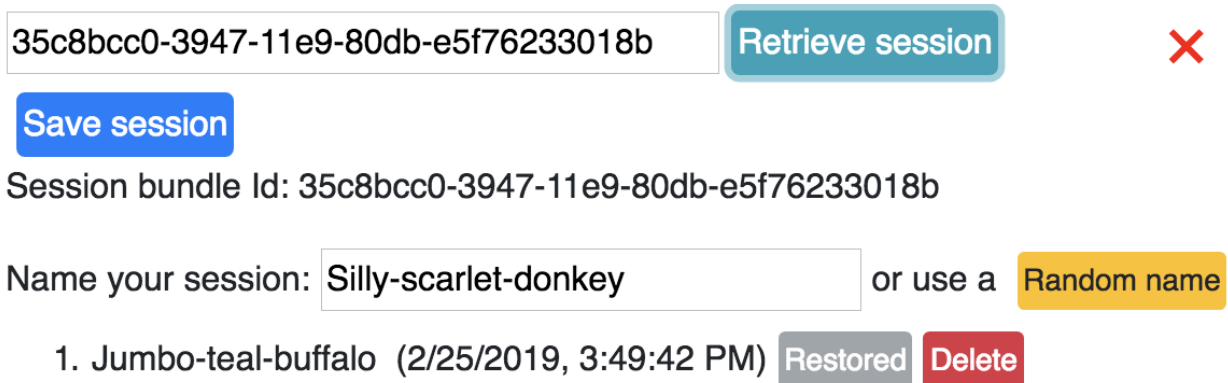 35c8bcc0-3947-11e9-80db-e5f76233018b Retrieve session ×
Save session
Session bundle Id: 35c8bcc0-3947-11e9-80db-e5f76233018b
Name your session: Silly-scarlet-donkey or use a Random name
1. Jumbo-teal-buffalo (2/25/2019, 3:49:42 PM) Restored Delete